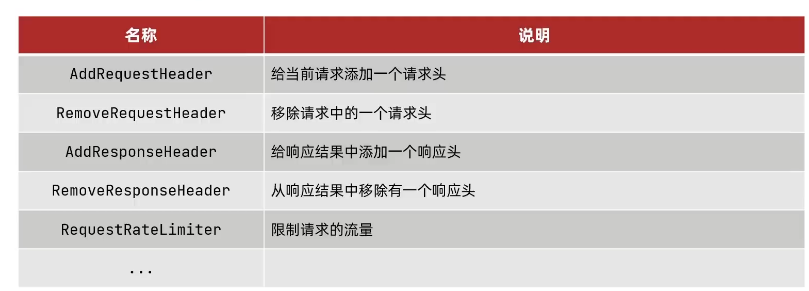 名称 说明
AddRequestHeader 给当前请求添加一个请求头
RemoveRequestHeader 移除请求中的一个请求头
AddResponseHeader 给响应结果中添加一个响应头
RemoveResponseHeader 从响应结果中移除有一个响应头
RequestRateLimiter 限制请求的流量
...